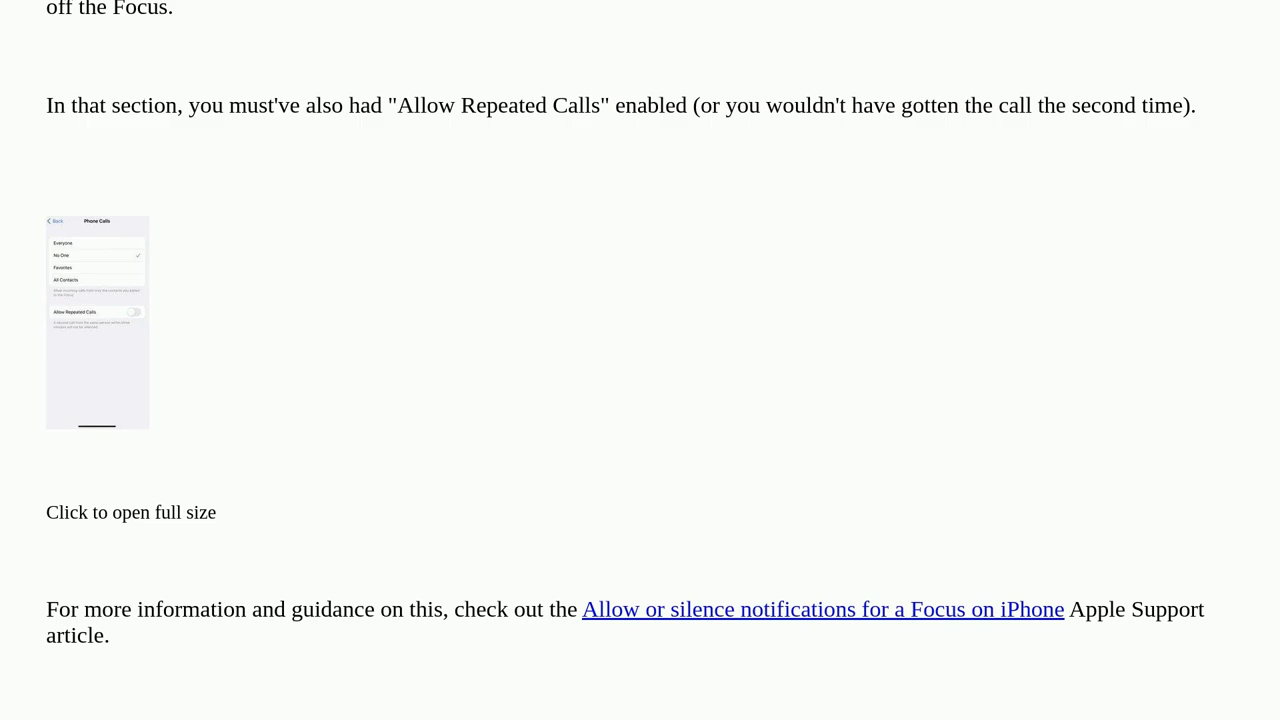 off the Focus.
In that section, you must've also had "Allow Repeated Calls" enabled (or you wouldn't have gotten the call the second time).
Back
Phone Calls
Everyone
No One
Favorites
All Contacts
Allow Repeated Calls
Click to open full size
For more information and guidance on this, check out the Allow or silence notifications for a Focus on iPhone Apple Support
article.